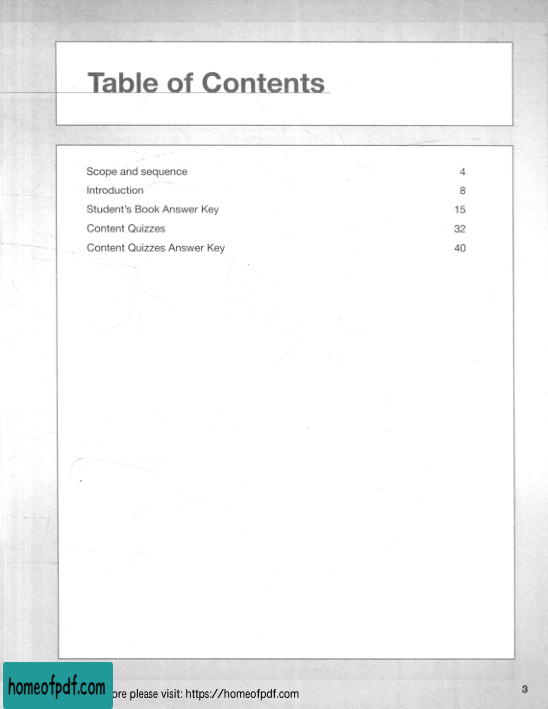 Table of Contents
Scope and sequence 4
Introduction 8
Student's Book Answer Key 15
Content Quizzes 32
Content Quizzes Answer Key 40
3
homeofpdf.com
ore please visit: https://homeofpdf.com